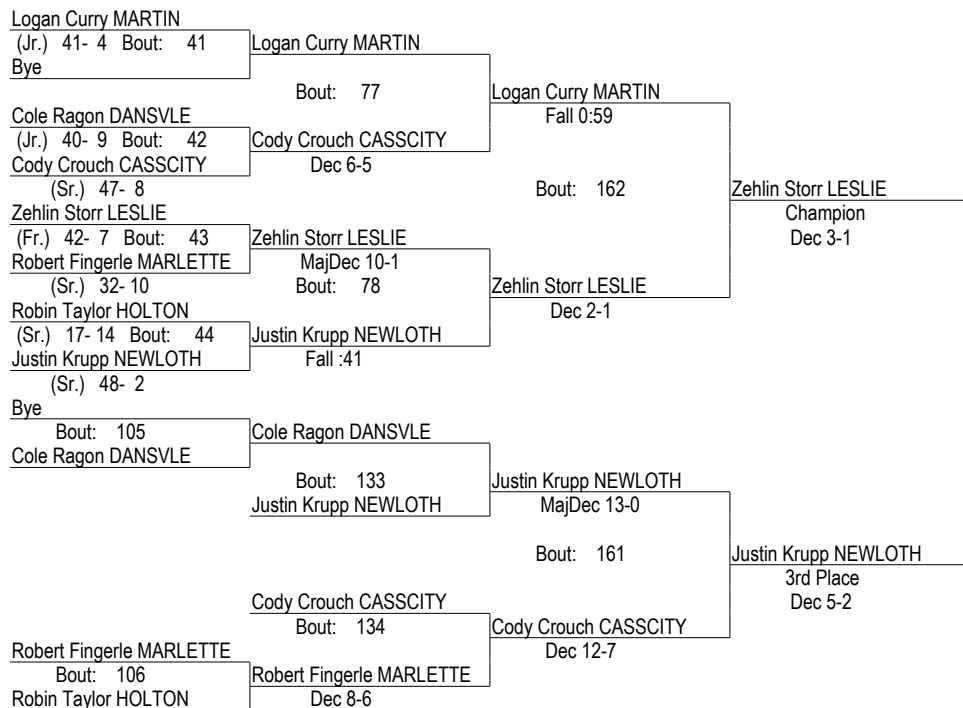 Logan Curry MARTIN
(Jr.) 41- 4 Bout: 41 Logan Curry MARTIN
Bye
Bout: 77 Logan Curry MARTIN
Cole Ragon DANSVLE Fall 0:59
(Jr.) 40- 9 Bout: 42 Cody Crouch CASSCITY
Cody Crouch CASSCITY Dec 6-5
(Sr.) 47- 8 Bout: 162 Zehlin Storr LESLIE
Zehlin Storr LESLIE Champion
(Fr.) 42- 7 Bout: 43 Zehlin Storr LESLIE Dec 3-1
Robert Fingerle MARLETTE MajDec 10-1
(Sr.) 32- 10 Bout: 78 Zehlin Storr LESLIE
Robin Taylor HOLTON Dec 2-1
(Sr.) 17- 14 Bout: 44 Justin Krupp NEWLOTH
Justin Krupp NEWLOTH Fall :41
(Sr.) 48- 2
Bye
Bout: 105 Cole Ragon DANSVLE
Cole Ragon DANSVLE
Bout: 133 Justin Krupp NEWLOTH
Justin Krupp NEWLOTH MajDec 13-0
Bout: 161 Justin Krupp NEWLOTH
3rd Place
Cody Crouch CASSCITY Dec 5-2
Bout: 134 Cody Crouch CASSCITY
Robert Fingerle MARLETTE Dec 12-7
Bout: 106 Robert Fingerle MARLETTE
Robin Taylor HOLTON Dec 8-6